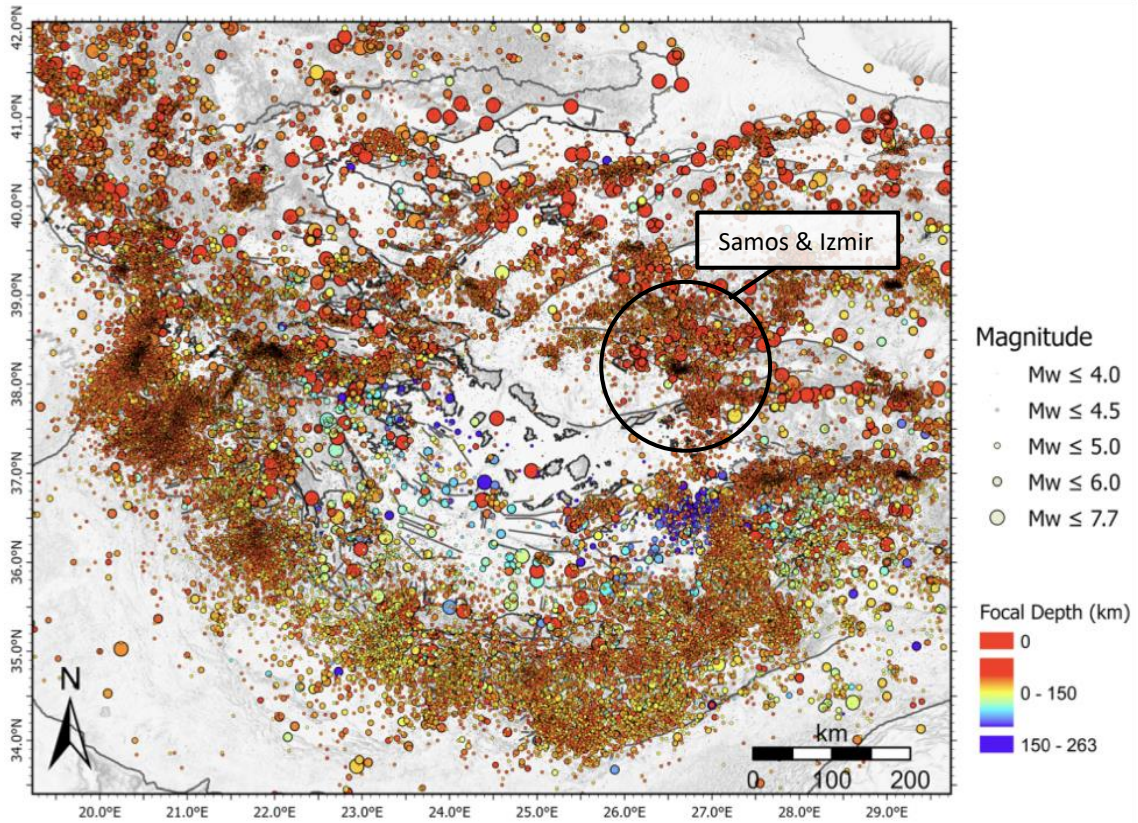 42.0°N
41.0°N
40.0°N
39.0°N
38.0°N
37.0°N
36.0°N
35.0°N
34.0°N
Samos & Izmir
N
km
0 100 200
20.0°E 21.0°E 22.0°E 23.0°E 24.0°E 25.0°E 26.0°E 27.0°E 28.0°E 29.0°E
Magnitude
Mw ≤ 4.0
Mw ≤ 4.5
Mw ≤ 5.0
Mw ≤ 6.0
Mw ≤ 7.7
Focal Depth (km)
0
0 - 150
150 - 263